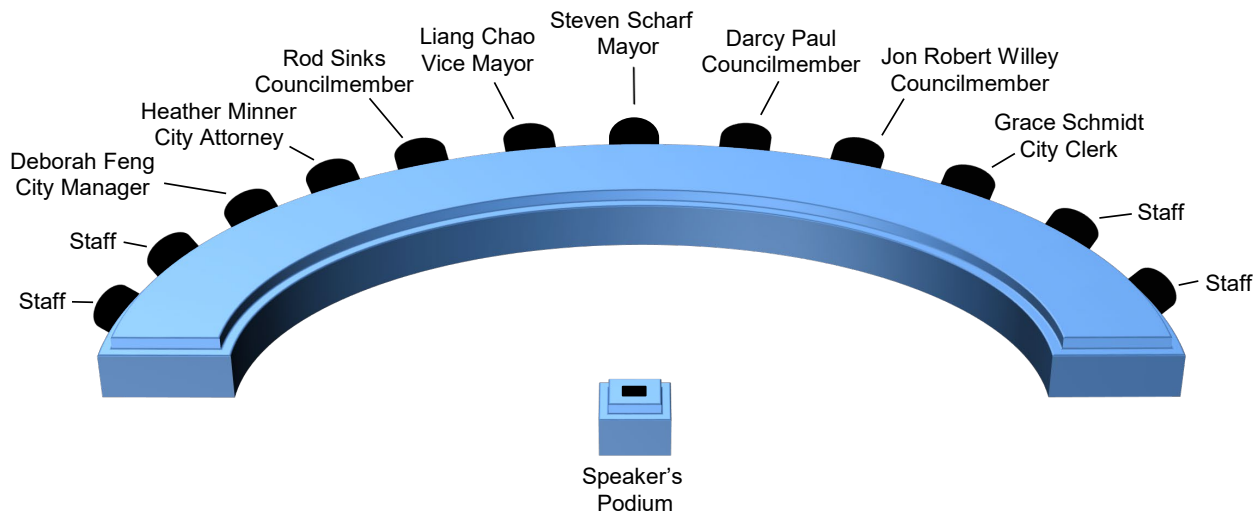 Steven Scharf
Mayor
Liang Chao
Vice Mayor
Darcy Paul
Councilmember
Rod Sinks
Councilmember
Jon Robert Willey
Councilmember
Heather Minner
City Attorney
Grace Schmidt
City Clerk
Deborah Feng
City Manager
Staff
Staff
Staff
Staff
Speaker’s
Podium